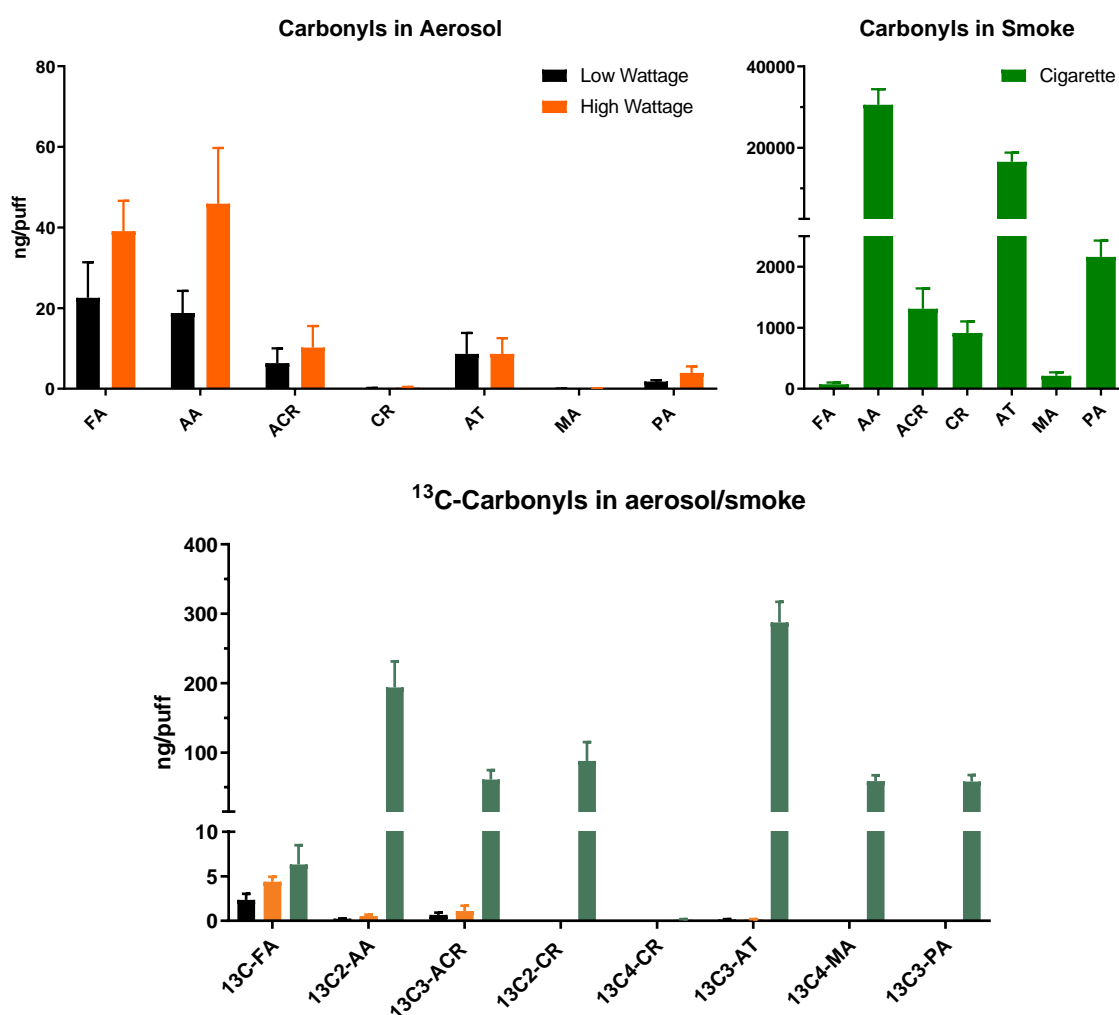 Carbonyls in Aerosol
80
60
40
20
0
ng/puff
Low Wattage
High Wattage
FA
AA
ACR
CR
AT
MA
PA
Carbonyls in Smoke
40000
20000
2000
1000
0
Cigarette
FA
AA
ACR
CR
AT
MA
PA
¹³C-Carbonyls in aerosol/smoke
400
300
200
100
10
5
0
ng/puff
13C-FA
13C2-AA
13C3-ACR
13C2-CR
13C4-CR
13C3-AT
13C4-MA
13C3-PA